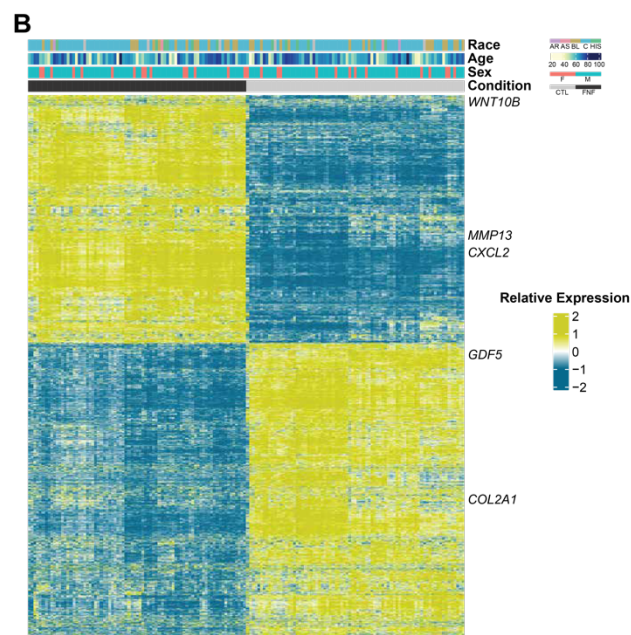 B
Race
Age
Sex
Condition
AR AS BL C HIS
20 40 60 80 100
F M
CTL FNF
WNT10B
MMP13
CXCL2
Relative Expression
2
1
0
−1
−2
GDF5
COL2A1